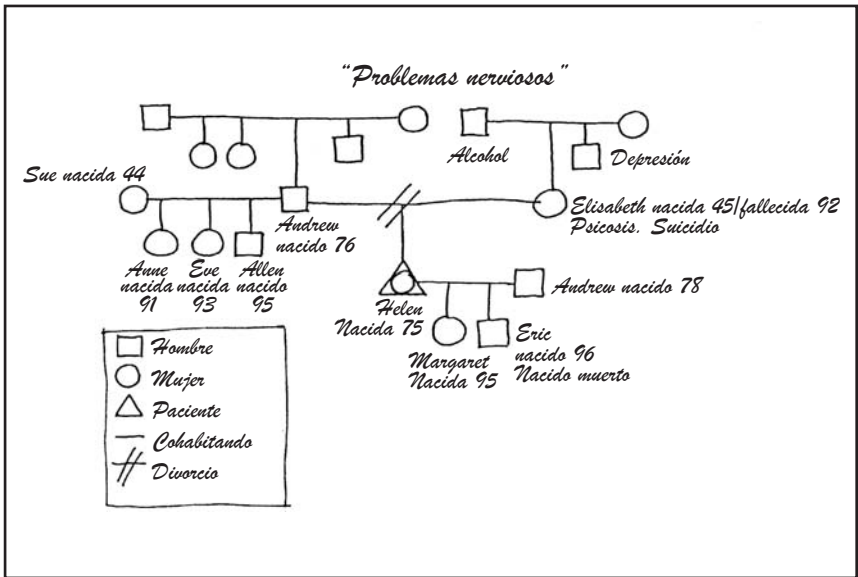 “Problemas nerviosos”
Alcohol
Depresión
Sue nacida 44
Andrew
nacido 76
Elisabeth nacida 45/fallecida 92
Psicosis. Suicidio
Anne
nacida
91
Eve
nacida
93
Allen
nacido
95
Helen
Nacida 75
Andrew nacido 78
Margaret
Nacida 95
Eric
nacido 96
Nacido muerto
Hombre
Mujer
Paciente
Cohabitando
Divorcio